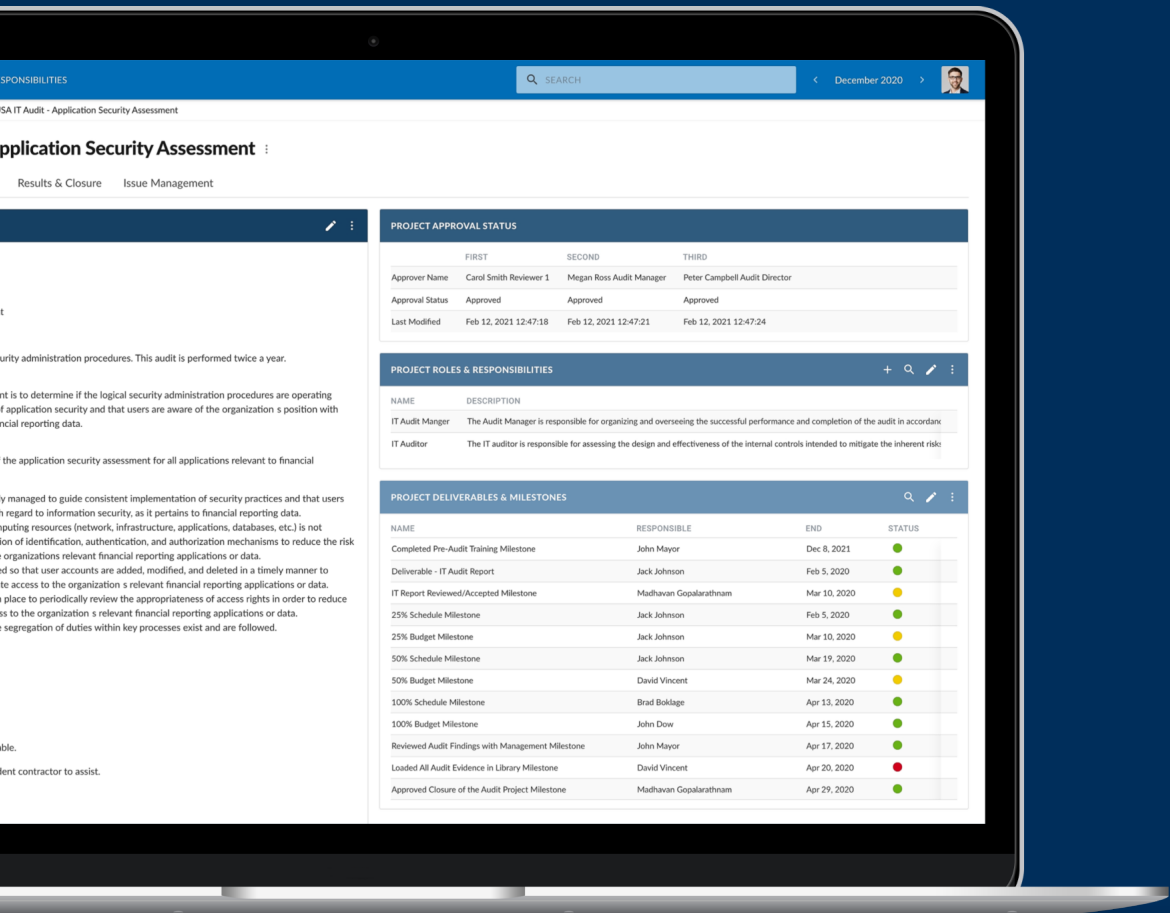 SPONSIBILITIES
SEARCH
December 2020
SA IT Audit - Application Security Assessment
pplication Security Assessment
Results & Closure Issue Management
t
urity administration procedures. This audit is performed twice a year.
nt is to determine if the logical security administration procedures are operating
f application security and that users are aware of the organization s position with
ncial reporting data.
f the application security assessment for all applications relevant to financial
ly managed to guide consistent implementation of security practices and that users
h regard to information security, as it pertains to financial reporting data.
mputing resources (network, infrastructure, applications, databases, etc.) is not
ion of identification, authentication, and authorization mechanisms to reduce the risk
e organizations relevant financial reporting applications or data.
ed so that user accounts are added, modified, and deleted in a timely manner to
te access to the organization s relevant financial reporting applications or data.
n place to periodically review the appropriateness of access rights in order to reduce
ss to the organization s relevant financial reporting applications or data.
e segregation of duties within key processes exist and are followed.
able.
dent contractor to assist.
PROJECT APPROVAL STATUS
FIRST SECOND THIRD
Approver Name Carol Smith Reviewer 1 Megan Ross Audit Manager Peter Campbell Audit Director
Approval Status Approved Approved Approved
Last Modified Feb 12, 2021 12:47:18 Feb 12, 2021 12:47:21 Feb 12, 2021 12:47:24
PROJECT ROLES & RESPONSIBILITIES
NAME DESCRIPTION
IT Audit Manger The Audit Manager is responsible for organizing and overseeing the successful performance and completion of the audit in accordanc
IT Auditor The IT auditor is responsible for assessing the design and effectiveness of the internal controls intended to mitigate the inherent risks
PROJECT DELIVERABLES & MILESTONES
NAME RESPONSIBLE END STATUS
Completed Pre-Audit Training Milestone John Mayor Dec 8, 2021
Deliverable - IT Audit Report Jack Johnson Feb 5, 2020
IT Report Reviewed/Accepted Milestone Madhavan Gopalarathnam Mar 10, 2020
25% Schedule Milestone Jack Johnson Feb 5, 2020
25% Budget Milestone Jack Johnson Mar 10, 2020
50% Schedule Milestone Jack Johnson Mar 19, 2020
50% Budget Milestone David Vincent Mar 24, 2020
100% Schedule Milestone Brad Boklage Apr 13, 2020
100% Budget Milestone John Dow Apr 15, 2020
Reviewed Audit Findings with Management Milestone John Mayor Apr 17, 2020
Loaded All Audit Evidence in Library Milestone David Vincent Apr 20, 2020
Approved Closure of the Audit Project Milestone Madhavan Gopalarathnam Apr 29, 2020